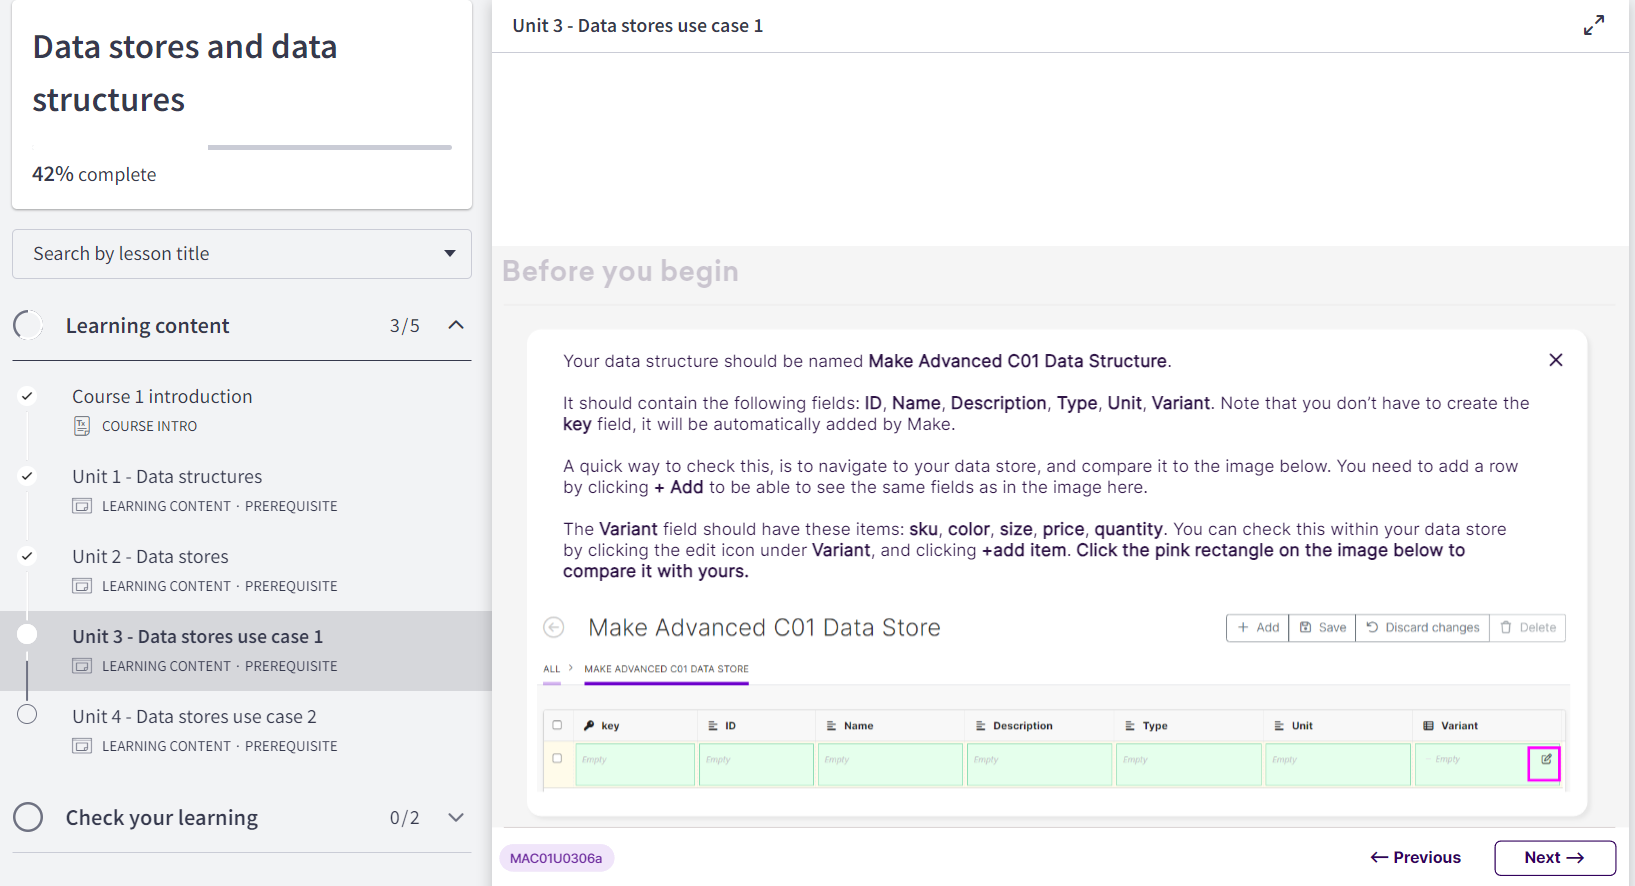 Data stores and data
structures
42% complete
Search by lesson title
Learning content 3/5
Course 1 introduction
COURSE INTRO
Unit 1 - Data structures
LEARNING CONTENT · PREREQUISITE
Unit 2 - Data stores
LEARNING CONTENT · PREREQUISITE
Unit 3 - Data stores use case 1
LEARNING CONTENT · PREREQUISITE
Unit 4 - Data stores use case 2
LEARNING CONTENT · PREREQUISITE
Check your learning 0/2
Unit 3 - Data stores use case 1
Before you begin
Your data structure should be named Make Advanced C01 Data Structure.
It should contain the following fields: ID, Name, Description, Type, Unit, Variant. Note that you don’t have to create the
key field, it will be automatically added by Make.
A quick way to check this, is to navigate to your data store, and compare it to the image below. You need to add a row
by clicking + Add to be able to see the same fields as in the image here.
The Variant field should have these items: sku, color, size, price, quantity. You can check this within your data store
by clicking the edit icon under Variant, and clicking +add item. Click the pink rectangle on the image below to
compare it with yours.
Make Advanced C01 Data Store + Add Save Discard changes Delete
ALL > MAKE ADVANCED C01 DATA STORE
key ID Name Description Type Unit Variant
Empty Empty Empty Empty Empty Empty Empty
MAC01U0306a ← Previous Next →